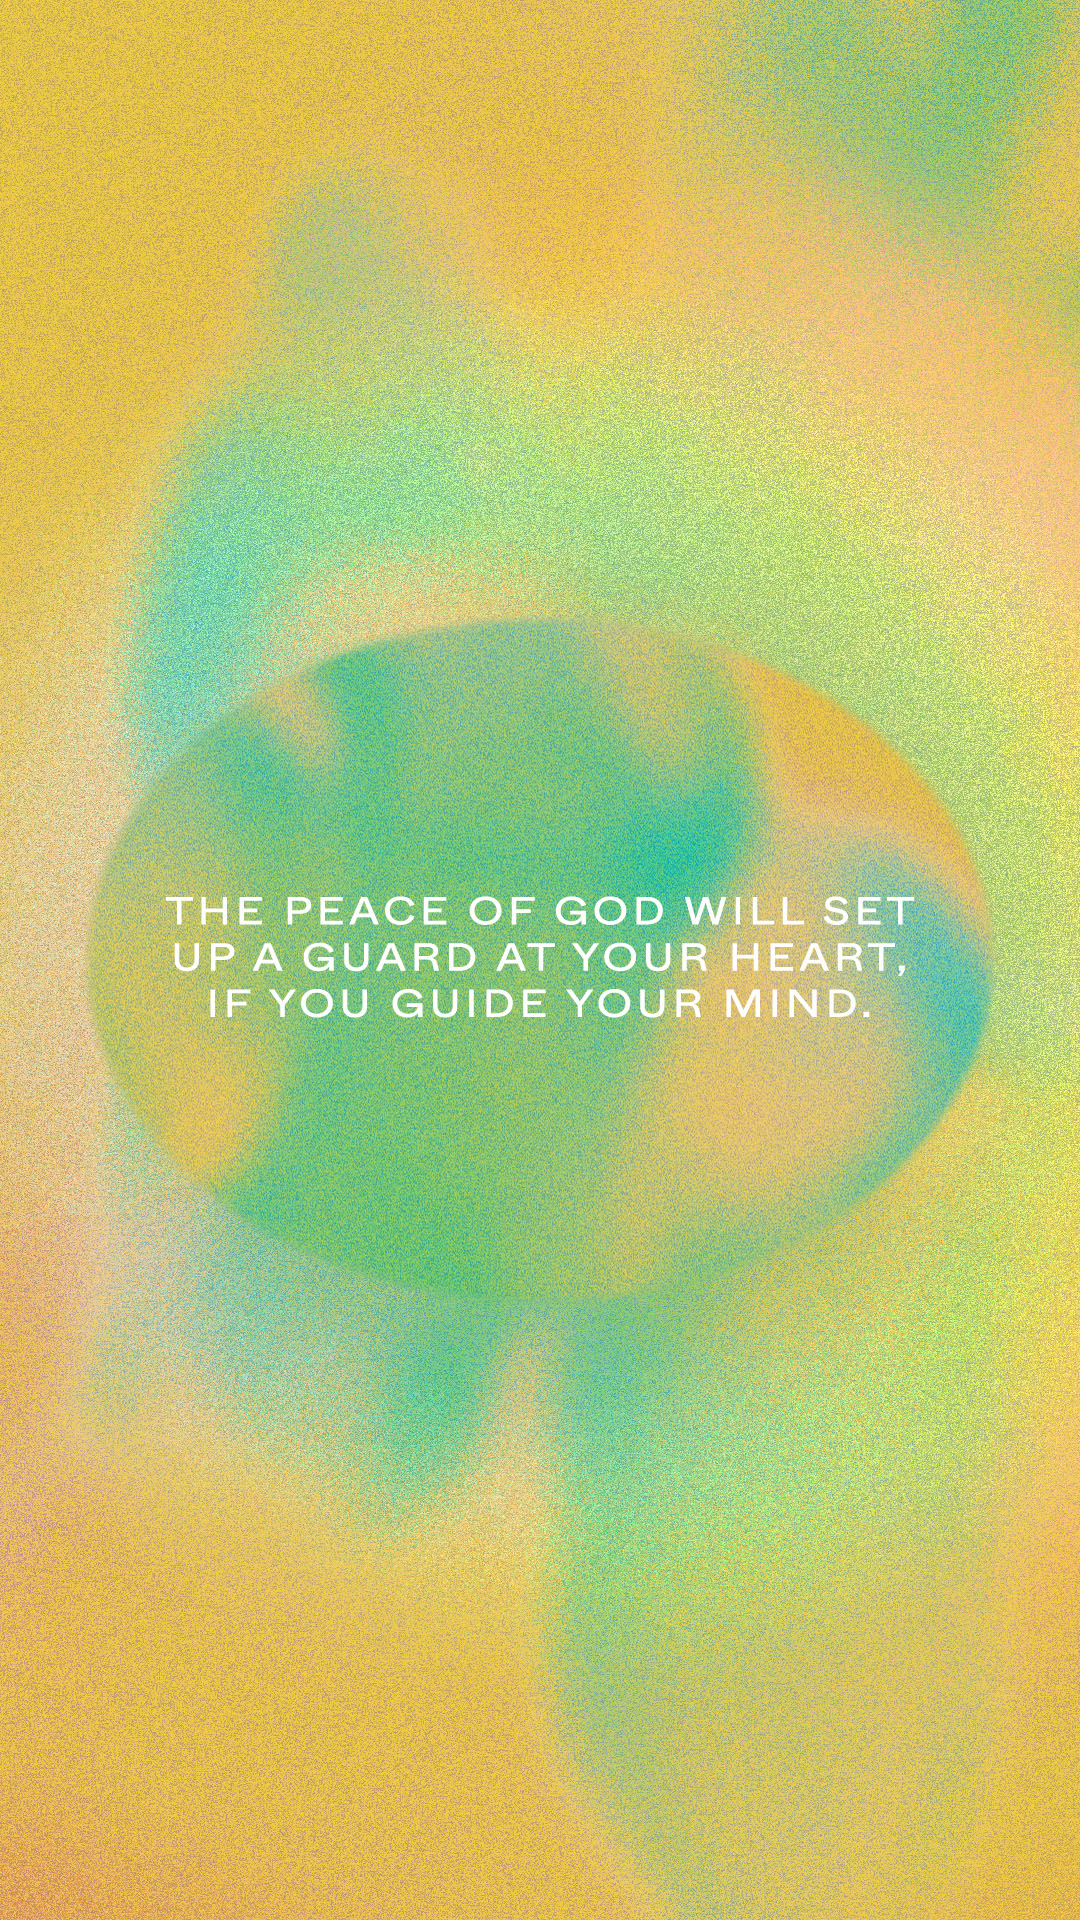 THE PEACE OF GOD WILL SET
UP A GUARD AT YOUR HEART,
IF YOU GUIDE YOUR MIND.